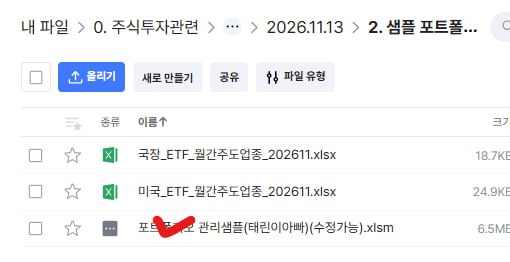 내 파일 > 0. 주식투자관련 > ... > 2026.11.13 > 2. 샘플 포트폴...
올리기 새로 만들기 공유 파일 유형
종류 이름↑ 크기
국장_ETF_월간주도업종_202611.xlsx 18.7KB
미국_ETF_월간주도업종_202611.xlsx 24.9KB
관리샘플(태린이아빠)(수정가능).xlsm 6.5MB